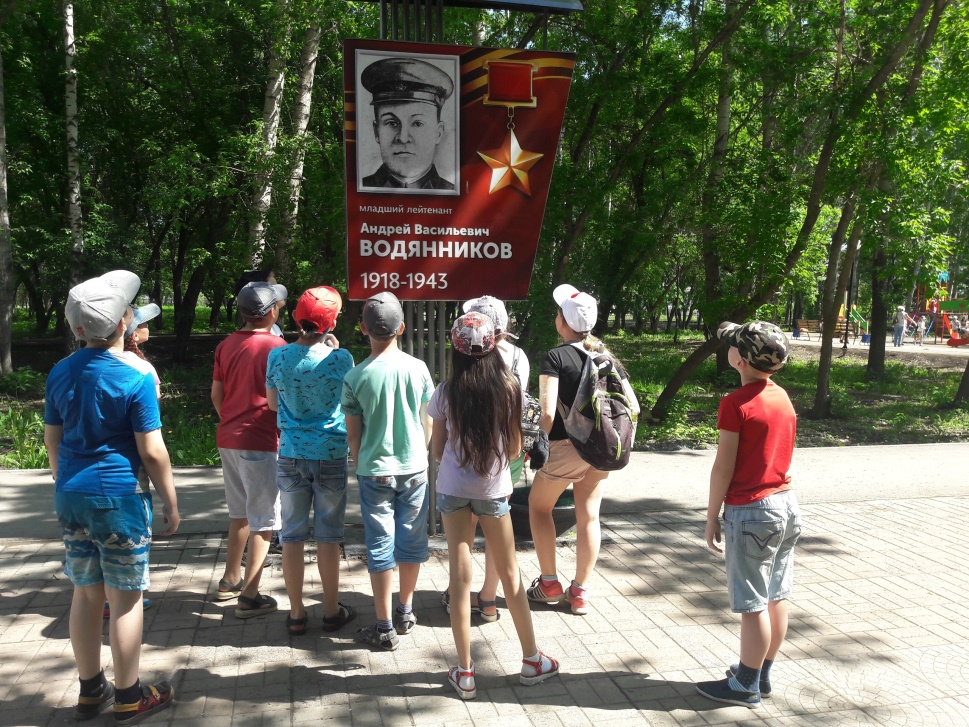 младший лейтенант
Андрей Васильевич
ВОДЯННИКОВ
1918-1943